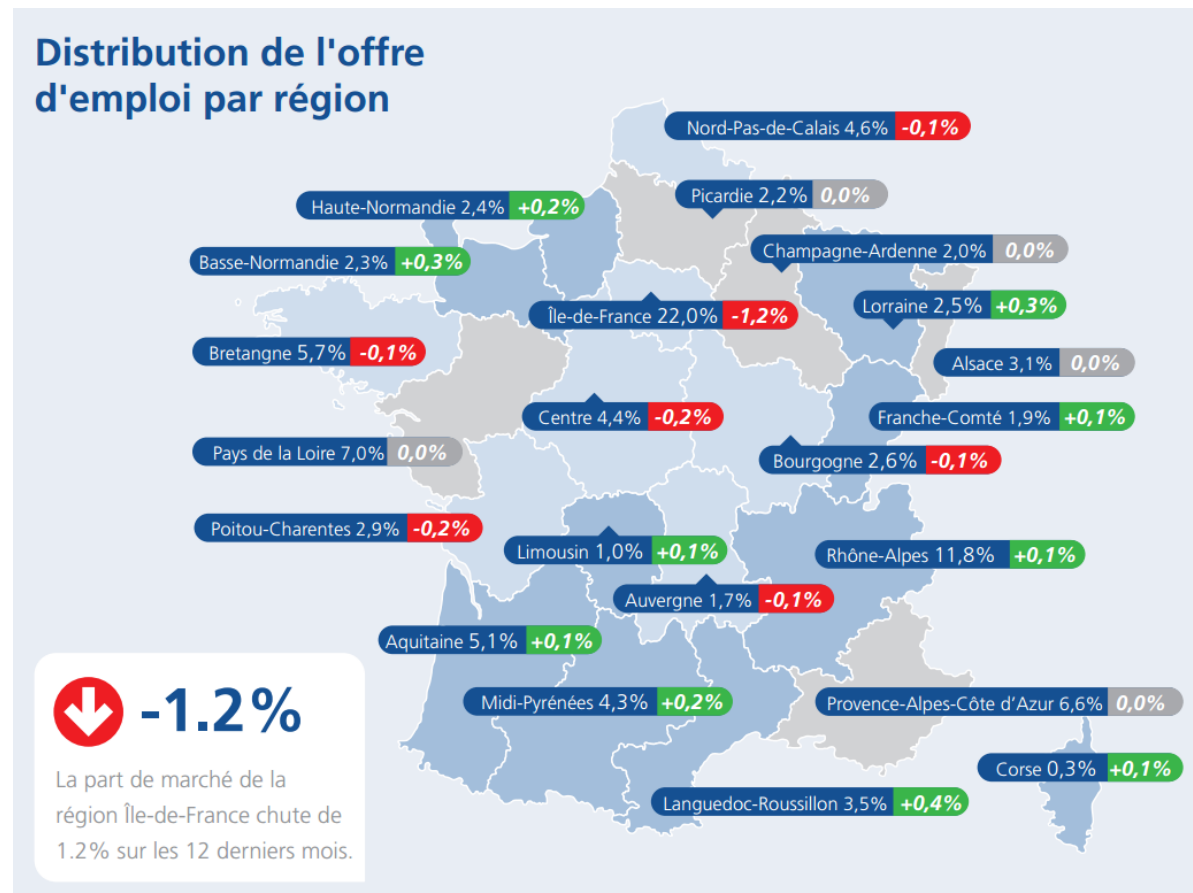 Distribution de l'offre
d'emploi par région
Nord-Pas-de-Calais 4,6% -0,1%
Picardie 2,2% 0,0%
Haute-Normandie 2,4% +0,2%
Champagne-Ardenne 2,0% 0,0%
Basse-Normandie 2,3% +0,3%
Lorraine 2,5% +0,3%
Île-de-France 22,0% -1,2%
Bretangne 5,7% -0,1%
Alsace 3,1% 0,0%
Centre 4,4% -0,2%
Franche-Comté 1,9% +0,1%
Pays de la Loire 7,0% 0,0%
Bourgogne 2,6% -0,1%
Poitou-Charentes 2,9% -0,2%
Limousin 1,0% +0,1%
Rhône-Alpes 11,8% +0,1%
Auvergne 1,7% -0,1%
Aquitaine 5,1% +0,1%
Midi-Pyrénées 4,3% +0,2%
Provence-Alpes-Côte d’Azur 6,6% 0,0%
Corse 0,3% +0,1%
Languedoc-Roussillon 3,5% +0,4%
-1.2%
La part de marché de la
région Île-de-France chute de
1.2% sur les 12 derniers mois.